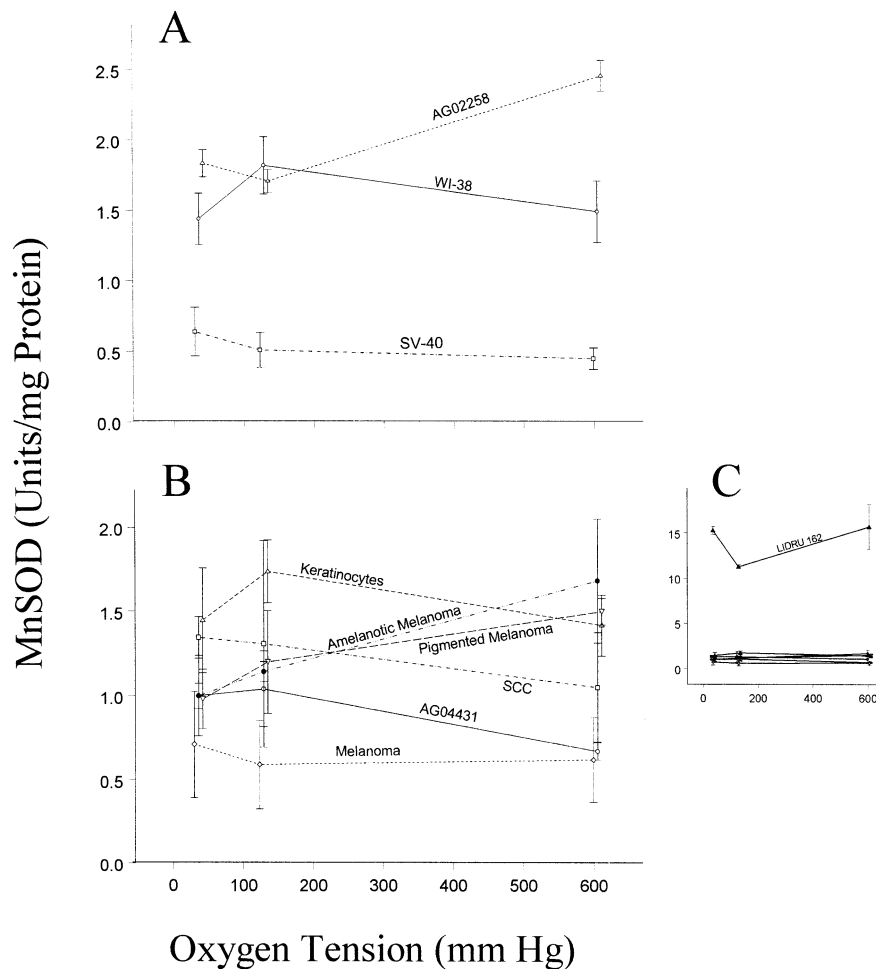 A
2.5
2.0
1.5
1.0
0.5
0.0
AG02258
WI-38
SV-40
MnSOD (Units/mg Protein)
B
2.0
1.5
1.0
0.5
0.0
Keratinocytes
Amelanotic Melanoma
Pigmented Melanoma
SCC
AG04431
Melanoma
0 100 200 300 400 500 600
C
15
10
5
0
LIDRU 162
0 200 400 600
Oxygen Tension (mm Hg)